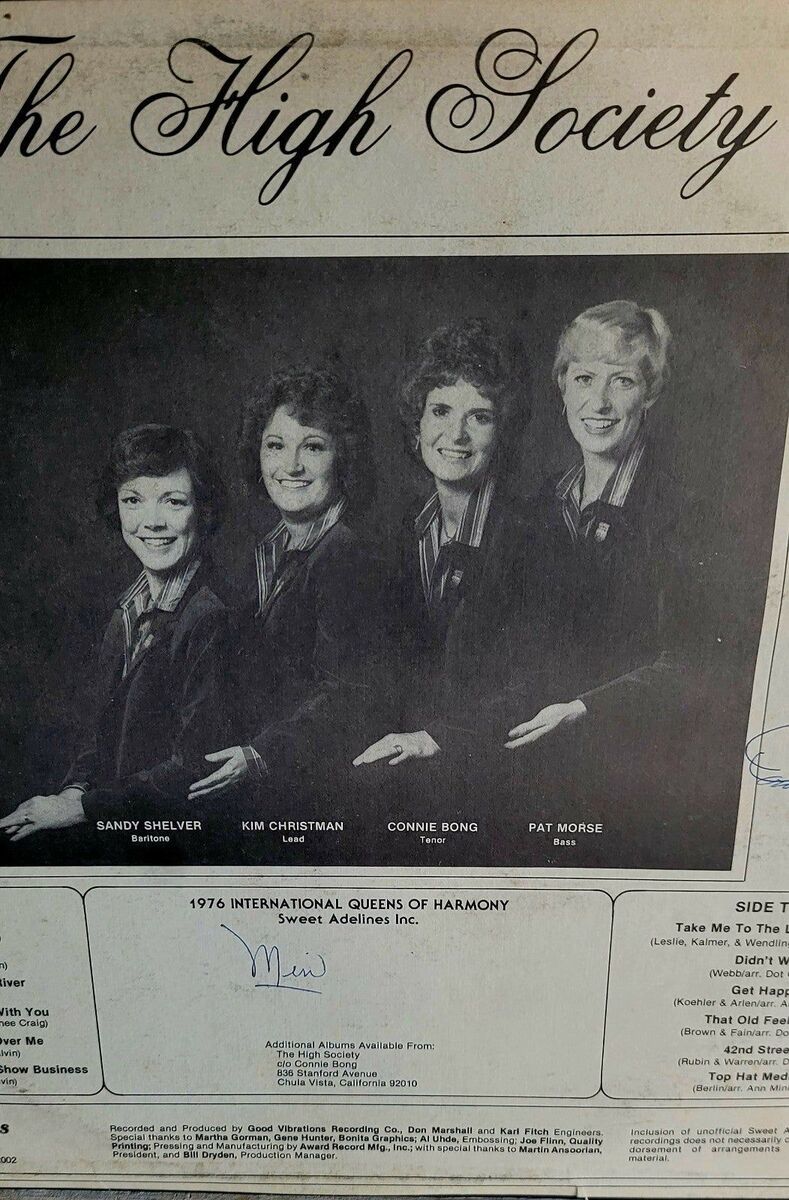 The High Society
SANDY SHELVER
Baritone
KIM CHRISTMAN
Lead
CONNIE BONG
Tenor
PAT MORSE
Bass
n)
River
With You
nee Craig)
Over Me
lvin)
Show Business
vin)
1976 INTERNATIONAL QUEENS OF HARMONY
Sweet Adelines Inc.
Additional Albums Available From:
The High Society
c/o Connie Bong
836 Stanford Avenue
Chula Vista, California 92010
SIDE T
Take Me To The L
(Leslie, Kalmer, & Wendlin
Didn't W
(Webb/arr. Dot
Get Happ
(Koehler & Arlen/arr. A
That Old Feel
(Brown & Fain/arr. Do
42nd Stree
(Rubin & Warren/arr. D
Top Hat Med
(Berlin/arr. Ann Min
s
2002
Recorded and Produced by Good Vibrations Recording Co., Don Marshall and Karl Fitch Engineers.
Special thanks to Martha Gorman, Gene Hunter, Bonita Graphics; Al Uhde, Embossing; Joe Flinn, Quality
Printing; Pressing and Manufacturing by Award Record Mfg., Inc.; with special thanks to Martin Ansoorian,
President, and Bill Dryden, Production Manager.
Inclusion of unofficial Sweet A
recordings does not necessarily c
dorsement of arrangements
material.